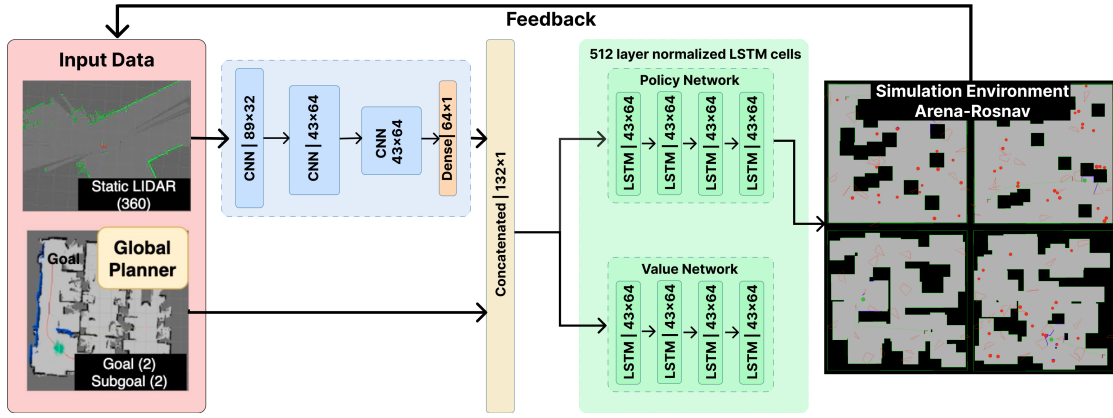 Feedback
Input Data
Static LIDAR
(360)
Goal
Global
Planner
Goal (2)
Subgoal (2)
CNN | 89×32
CNN | 43×64
CNN
43×64
Dense | 64×1
Concatenated | 132×1
512 layer normalized LSTM cells
Policy Network
LSTM | 43×64
LSTM | 43×64
LSTM | 43×64
LSTM | 43×64
Value Network
LSTM | 43×64
LSTM | 43×64
LSTM | 43×64
LSTM | 43×64
Simulation Environment
Arena-Rosnav